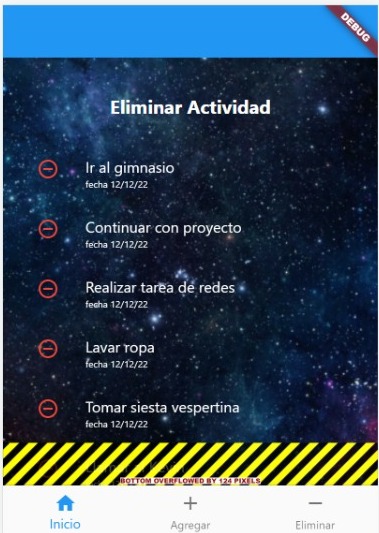 DEBUG
Eliminar Actividad
Ir al gimnasio
fecha 12/12/22
Continuar con proyecto
fecha 12/12/22
Realizar tarea de redes
fecha 12/12/22
Lavar ropa
fecha 12/12/22
Tomar siesta vespertina
fecha 12/12/22
BOTTOM OVERFLOWED BY 124 PIXELS
Inicio
Agregar
Eliminar